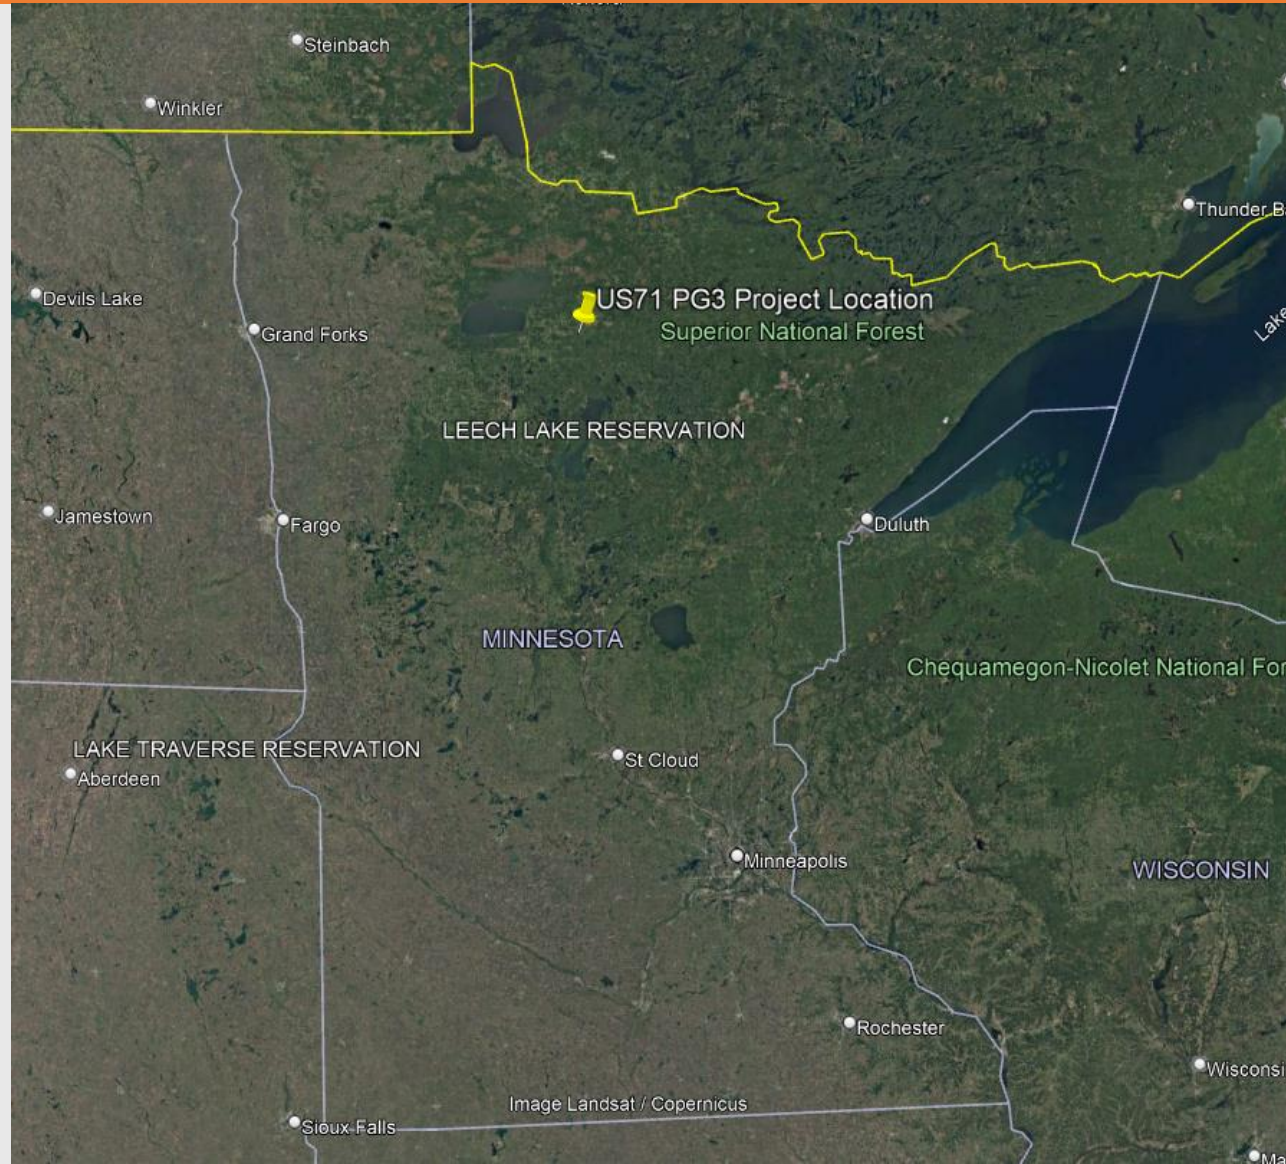 Steinbach
Winkler
Thunder B
Devils Lake
US71 PG3 Project Location
Grand Forks
Superior National Forest
Lake
LEECH LAKE RESERVATION
Jamestown
Fargo
Duluth
MINNESOTA
Chequamegon-Nicolet National For
LAKE TRAVERSE RESERVATION
Aberdeen
St Cloud
Minneapolis
WISCONSIN
Rochester
Wisconsi
Image Landsat / Copernicus
Sioux Falls
Ma